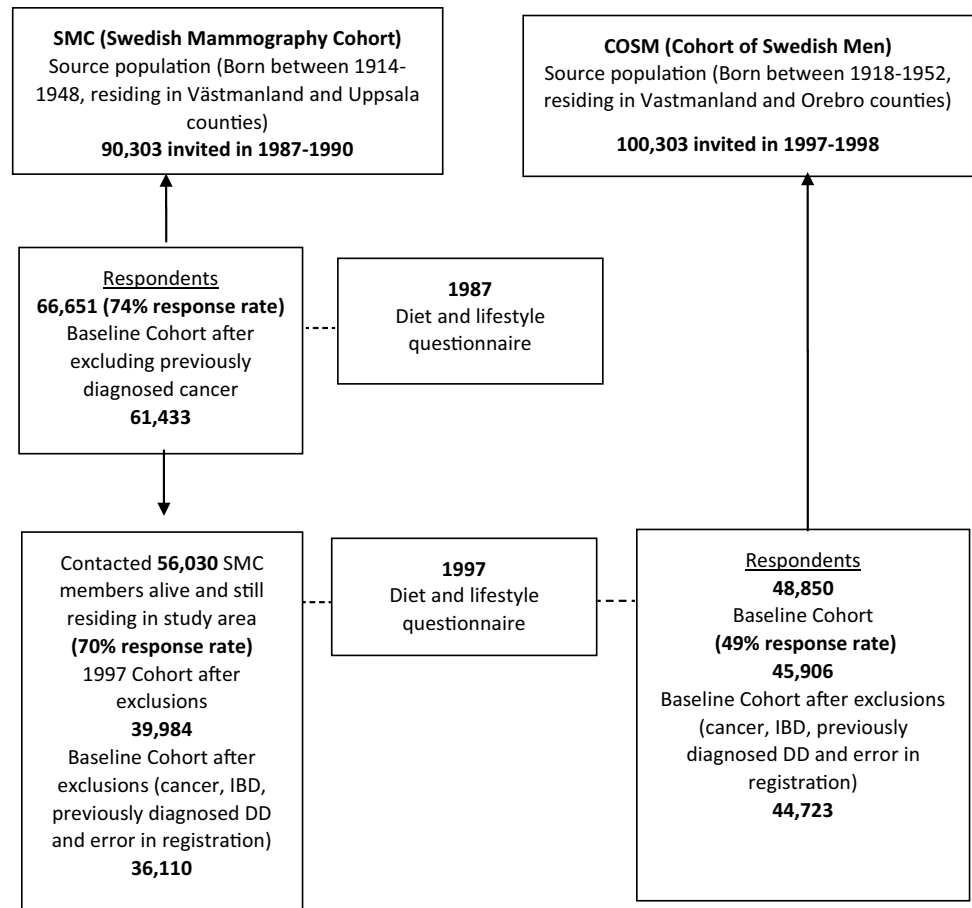 SMC (Swedish Mammography Cohort)
Source population (Born between 1914-
1948, residing in Västmanland and Uppsala
counties)
90,303 invited in 1987-1990
COSM (Cohort of Swedish Men)
Source population (Born between 1918-1952,
residing in Vastmanland and Orebro counties)
100,303 invited in 1997-1998
Respondents
66,651 (74% response rate)
Baseline Cohort after
excluding previously
diagnosed cancer
61,433
1987
Diet and lifestyle
questionnaire
Contacted 56,030 SMC
members alive and still
residing in study area
(70% response rate)
1997 Cohort after
exclusions
39,984
Baseline Cohort after
exclusions (cancer, IBD,
previously diagnosed DD
and error in registration)
36,110
1997
Diet and lifestyle
questionnaire
Respondents
48,850
Baseline Cohort
(49% response rate)
45,906
Baseline Cohort after exclusions
(cancer, IBD, previously
diagnosed DD and error in
registration)
44,723